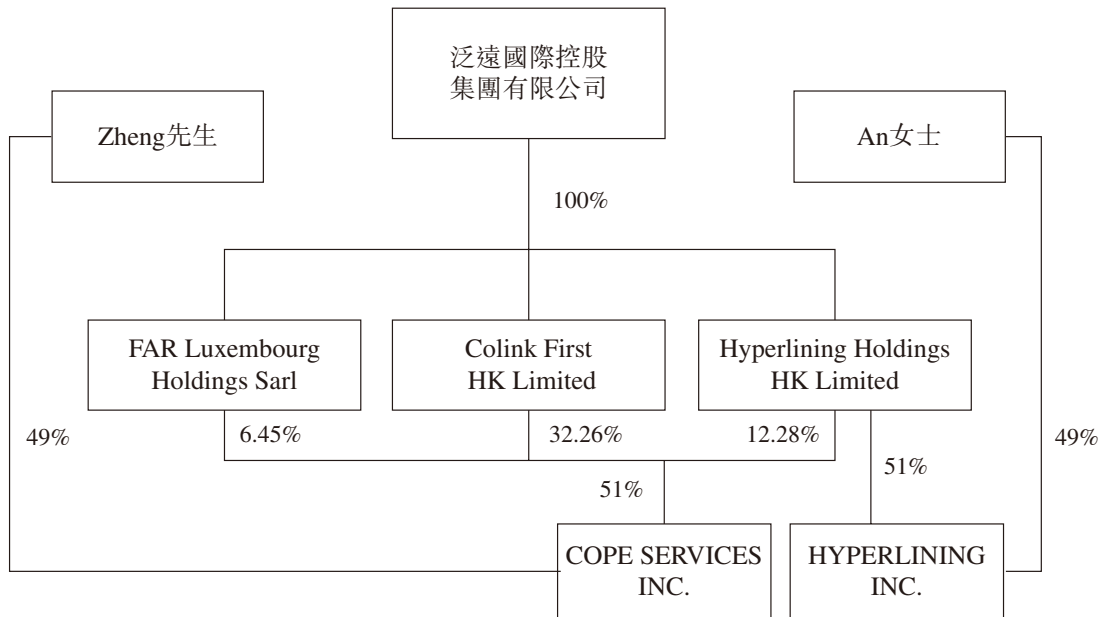 泛遠國際控股
集團有限公司
Zheng先生
An女士
100%
FAR Luxembourg
Holdings Sarl
Colink First
HK Limited
Hyperlining Holdings
HK Limited
49%
6.45%
32.26%
12.28%
49%
51%
51%
COPE SERVICES
INC.
HYPERLINING
INC.